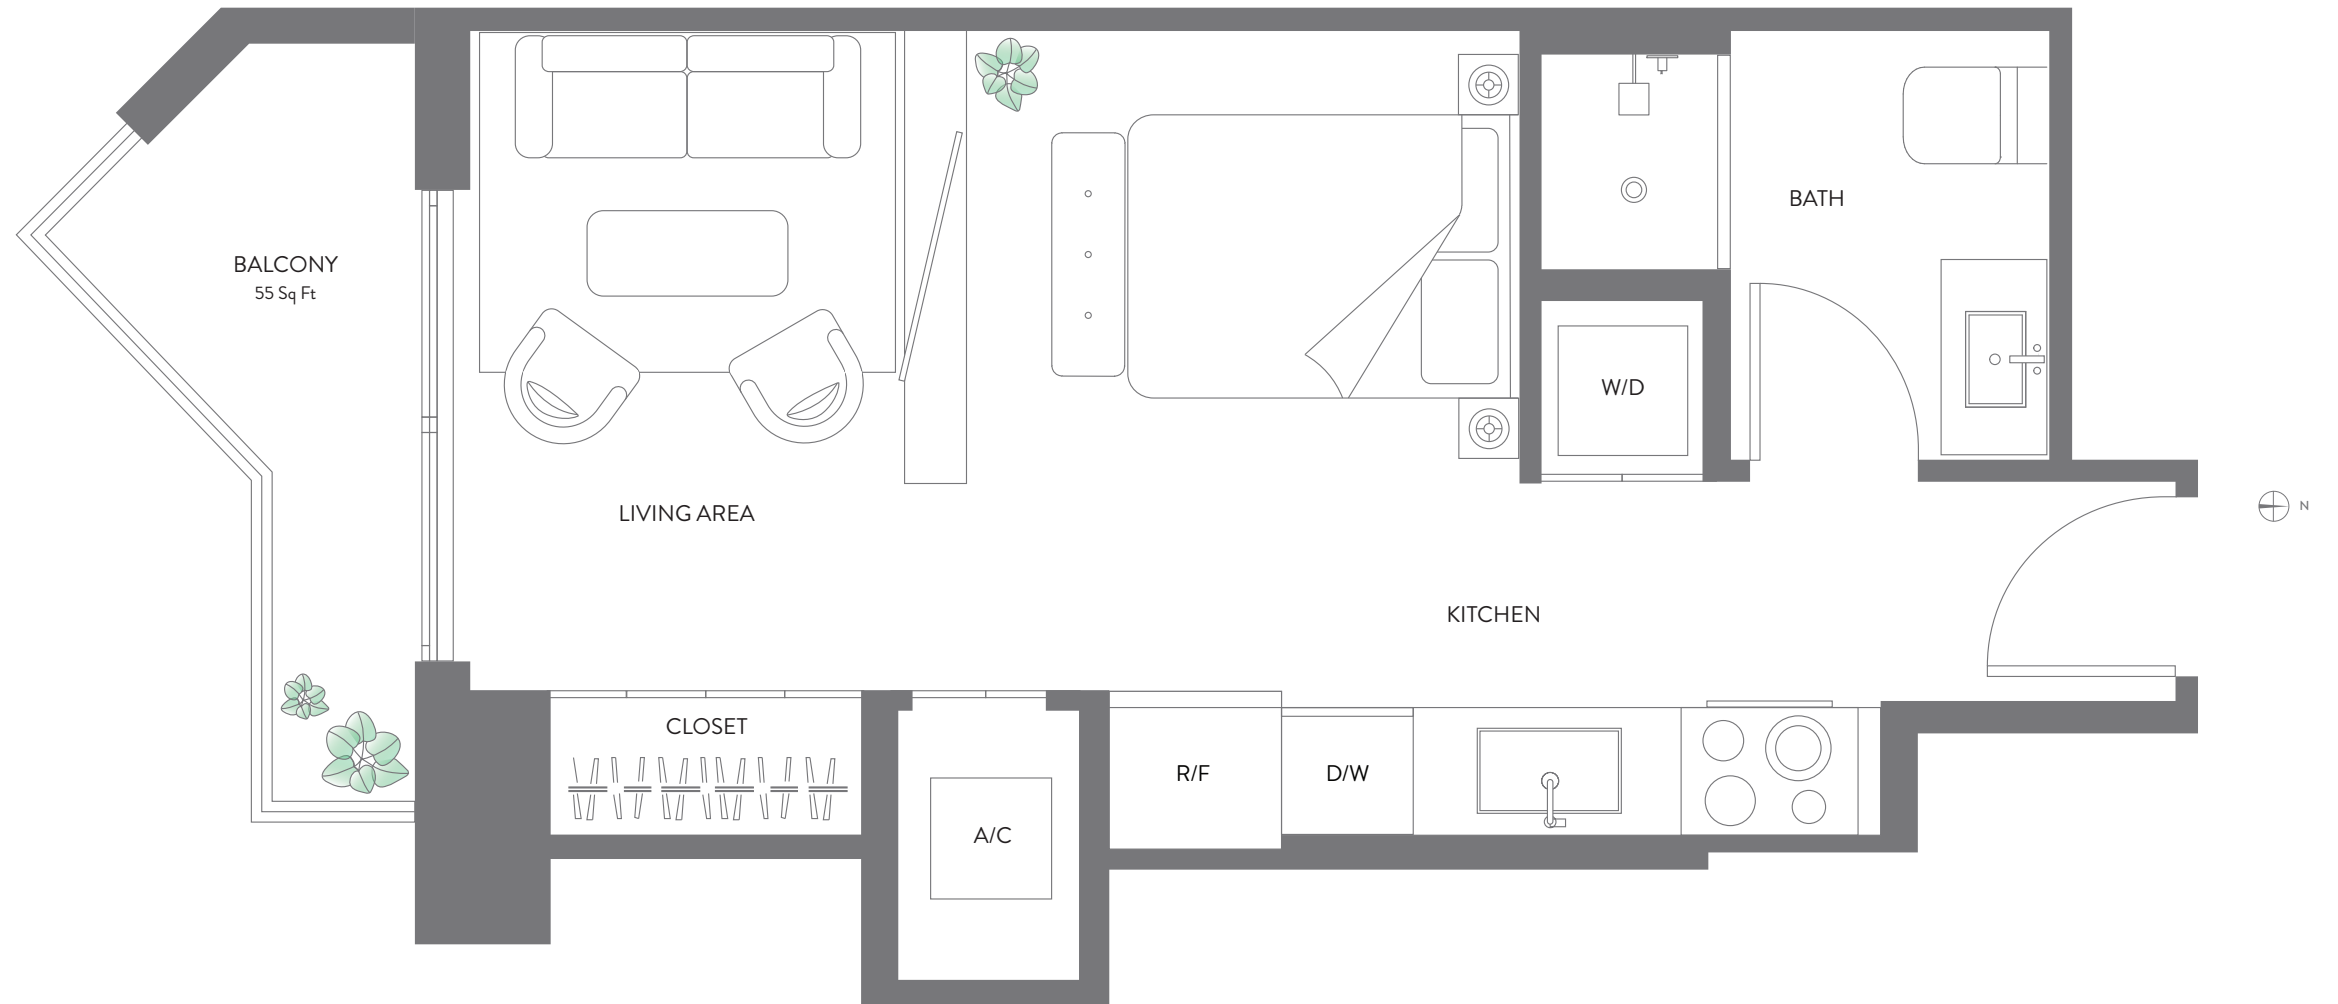 BATH
BALCONY
55 Sq Ft
W/D
LIVING AREA
N
KITCHEN
CLOSET
R/F
D/W
A/C